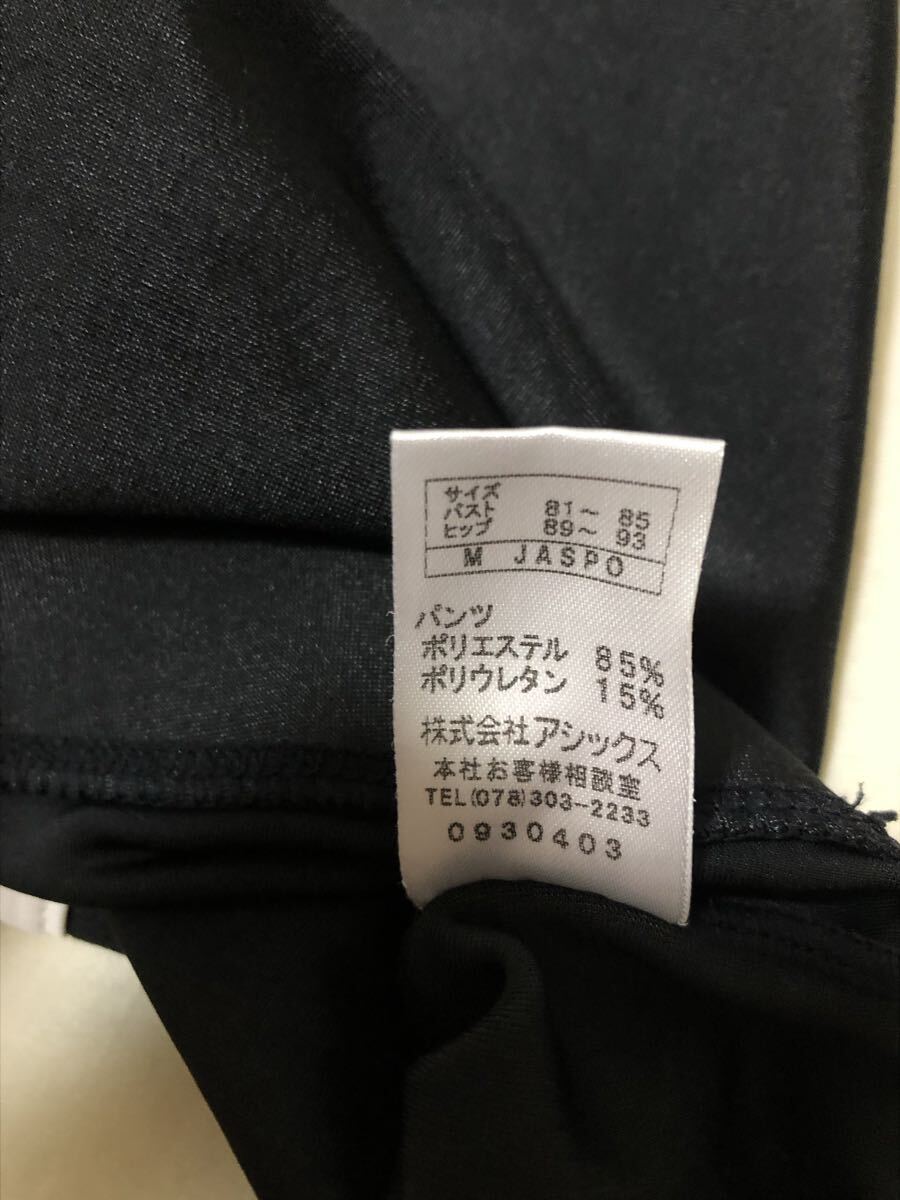 サイズ
バスト 81～ 85
ヒップ 89～ 93
M JASPO
パンツ
ポリエステル 85%
ポリウレタン 15%
株式会社アシックス
本社お客様相談室
TEL(078)303-2233
0930403